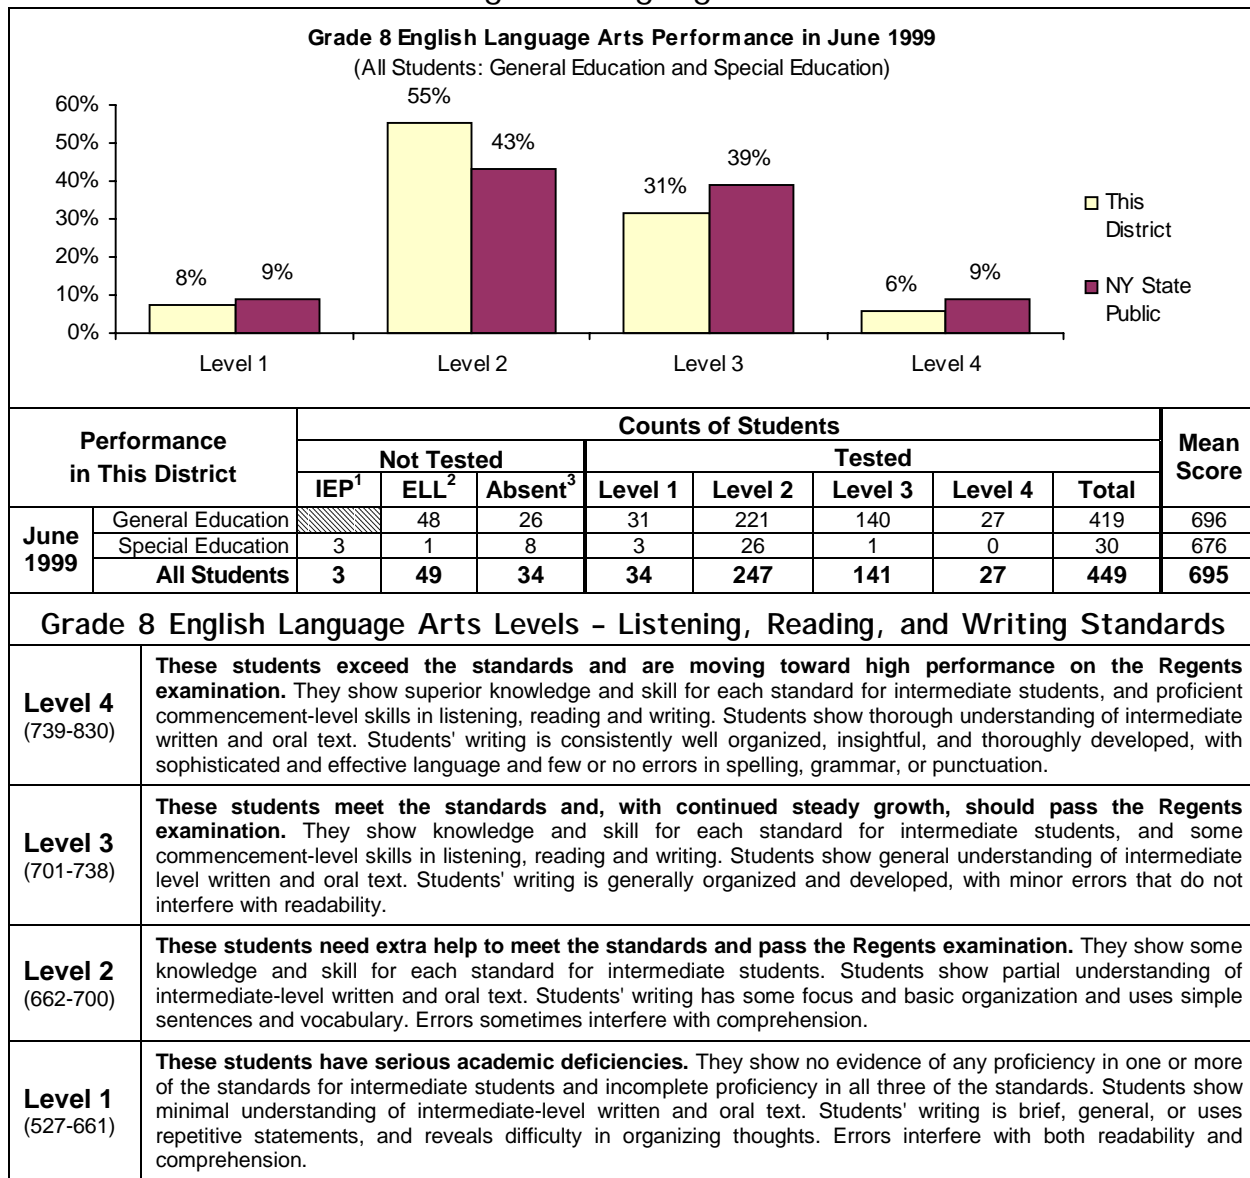 Grade 8 English Language Arts Performance in June 1999
(All Students: General Education and Special Education)
60%
50%
40%
30%
20%
10%
0%
8%
9%
55%
43%
31%
39%
6%
9%
Level 1
Level 2
Level 3
Level 4
This
District
NY State
Public
Performance
in This District
Counts of Students
Mean
Score
Not Tested
Tested
IEP1 ELL2 Absent3 Level 1 Level 2 Level 3 Level 4 Total
June
1999
General Education 48 26 31 221 140 27 419 696
Special Education 3 1 8 3 26 1 0 30 676
All Students 3 49 34 34 247 141 27 449 695
Grade 8 English Language Arts Levels – Listening, Reading, and Writing Standards
Level 4
(739-830)
These students exceed the standards and are moving toward high performance on the Regents
examination. They show superior knowledge and skill for each standard for intermediate students, and proficient
commencement-level skills in listening, reading and writing. Students show thorough understanding of intermediate
written and oral text. Students' writing is consistently well organized, insightful, and thoroughly developed, with
sophisticated and effective language and few or no errors in spelling, grammar, or punctuation.
Level 3
(701-738)
These students meet the standards and, with continued steady growth, should pass the Regents
examination. They show knowledge and skill for each standard for intermediate students, and some
commencement-level skills in listening, reading and writing. Students show general understanding of intermediate
level written and oral text. Students' writing is generally organized and developed, with minor errors that do not
interfere with readability.
Level 2
(662-700)
These students need extra help to meet the standards and pass the Regents examination. They show some
knowledge and skill for each standard for intermediate students. Students show partial understanding of
intermediate-level written and oral text. Students' writing has some focus and basic organization and uses simple
sentences and vocabulary. Errors sometimes interfere with comprehension.
Level 1
(527-661)
These students have serious academic deficiencies. They show no evidence of any proficiency in one or more
of the standards for intermediate students and incomplete proficiency in all three of the standards. Students show
minimal understanding of intermediate-level written and oral text. Students' writing is brief, general, or uses
repetitive statements, and reveals difficulty in organizing thoughts. Errors interfere with both readability and
comprehension.